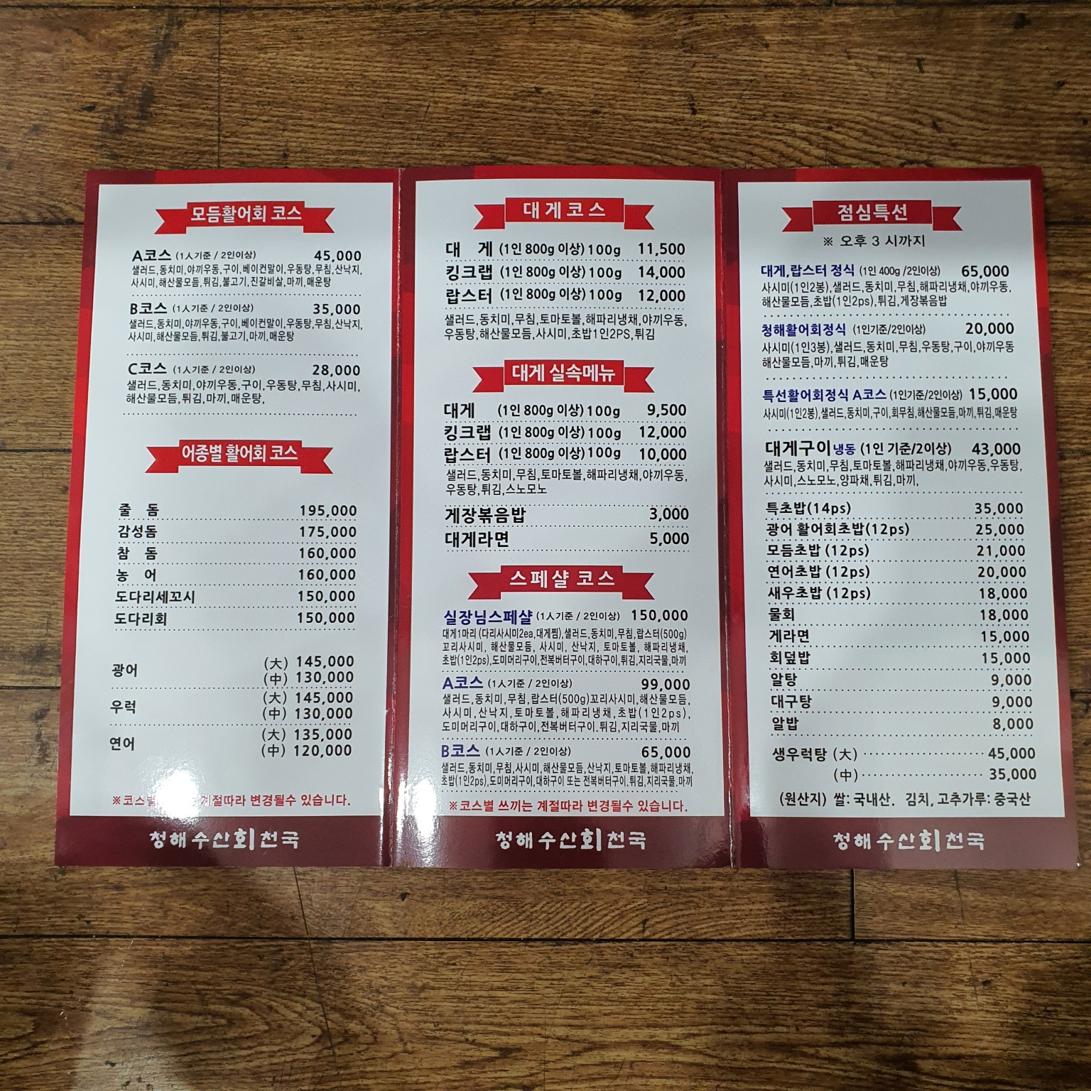 모듬활어회 코스
A코스 (1人기준 / 2인이상) 45,000
샐러드,동치미,야끼우동,구이,베이컨말이,우동탕,무침,산낙지,
사시미,해산물모듬,튀김,불고기,진갈비살,마끼,매운탕
B코스 (1人기준 / 2인이상) 35,000
샐러드,동치미,야끼우동,구이,베이컨말이,우동탕,무침,산낙지,
사시미,해산물모듬,튀김,불고기,마끼,매운탕
C코스 (1人기준 / 2인이상) 28,000
샐러드,동치미,야끼우동,구이,우동탕,무침,사시미,
해산물모듬,튀김,마끼,매운탕,
어종별 활어회 코스
줄 돔 195,000
감성돔 175,000
참 돔 160,000
농 어 160,000
도다리세꼬시 150,000
도다리회 150,000
광어 (大) 145,000
(中) 130,000
우럭 (大) 145,000
(中) 130,000
연어 (大) 135,000
(中) 120,000
※코스별 계절따라 변경될수 있습니다.
청해수산회천국
대게코스
대 게 (1인 800g 이상) 100g 11,500
킹크랩 (1인 800g 이상) 100g 14,000
랍스터 (1인 800g 이상) 100g 12,000
샐러드,동치미,무침,토마토볼,해파리냉채,야끼우동,
우동탕,해산물모듬,사시미,초밥1인2PS,튀김
대게 실속메뉴
대게 (1인 800g 이상) 100g 9,500
킹크랩 (1인 800g 이상) 100g 12,000
랍스터 (1인 800g 이상) 100g 10,000
샐러드,동치미,무침,토마토볼,해파리냉채,야끼우동,
우동탕,튀김,스노모노
게장볶음밥 3,000
대게라면 5,000
스페샬 코스
실장님스페샬 (1人기준 / 2인이상) 150,000
대게1마리 (다리사시미2ea,대게찜),샐러드,동치미,무침,랍스터(500g)
꼬리사시미, 해산물모듬, 사시미, 산낙지, 토마토볼, 해파리냉채,
초밥(1인2ps),도미머리구이,전복버터구이,대하구이,튀김,지리국물,마끼
A코스 (1人기준 / 2인이상) 99,000
샐러드,동치미,무침,랍스터(500g)꼬리사시미,해산물모듬,
사시미, 산낙지,토마토볼,해파리냉채,초밥(1인2ps),
도미머리구이,대하구이,전복버터구이,튀김,지리국물,마끼
B코스 (1人기준 / 2인이상) 65,000
샐러드,동치미,무침,사시미,해산물모듬,산낙지,토마토볼,해파리냉채,
초밥(1인2ps),도미머리구이,대하구이 또는 전복버터구이,튀김,지리국물,마끼
※코스별 쓰끼는 계절따라 변경될수 있습니다.
청해수산회천국
점심특선
※ 오후 3 시까지
대게,랍스터 정식 (1인 400g /2인이상) 65,000
사시미(1인2봉),샐러드,동치미,무침,해파리냉채,야끼우동,
해산물모듬,초밥(1인2ps),튀김,게장볶음밥
청해활어회정식 (1인기준/2인이상) 20,000
사시미(1인3봉),샐러드,동치미,무침,우동탕,구이,야끼우동
해산물모듬,마끼,튀김,매운탕
특선활어회정식 A코스 (1인기준/2인이상) 15,000
사시미(1인2봉),샐러드,동치미,구이,회무침,해산물모듬,마끼,튀김,매운탕
대게구이 냉동 (1인 기준/2이상) 43,000
샐러드,동치미,무침,토마토볼,해파리냉채,야끼우동,우동탕,
사시미,스노모노,양파채,튀김,마끼,
특초밥(14ps) 35,000
광어 활어회초밥(12ps) 25,000
모듬초밥 (12ps) 21,000
연어초밥 (12ps) 20,000
새우초밥 (12ps) 18,000
물회 18,000
게라면 15,000
회덮밥 15,000
알탕 9,000
대구탕 9,000
알밥 8,000
생우럭탕 (大) 45,000
(中) 35,000
(원산지) 쌀: 국내산, 김치, 고추가루: 중국산
청해수산회천국